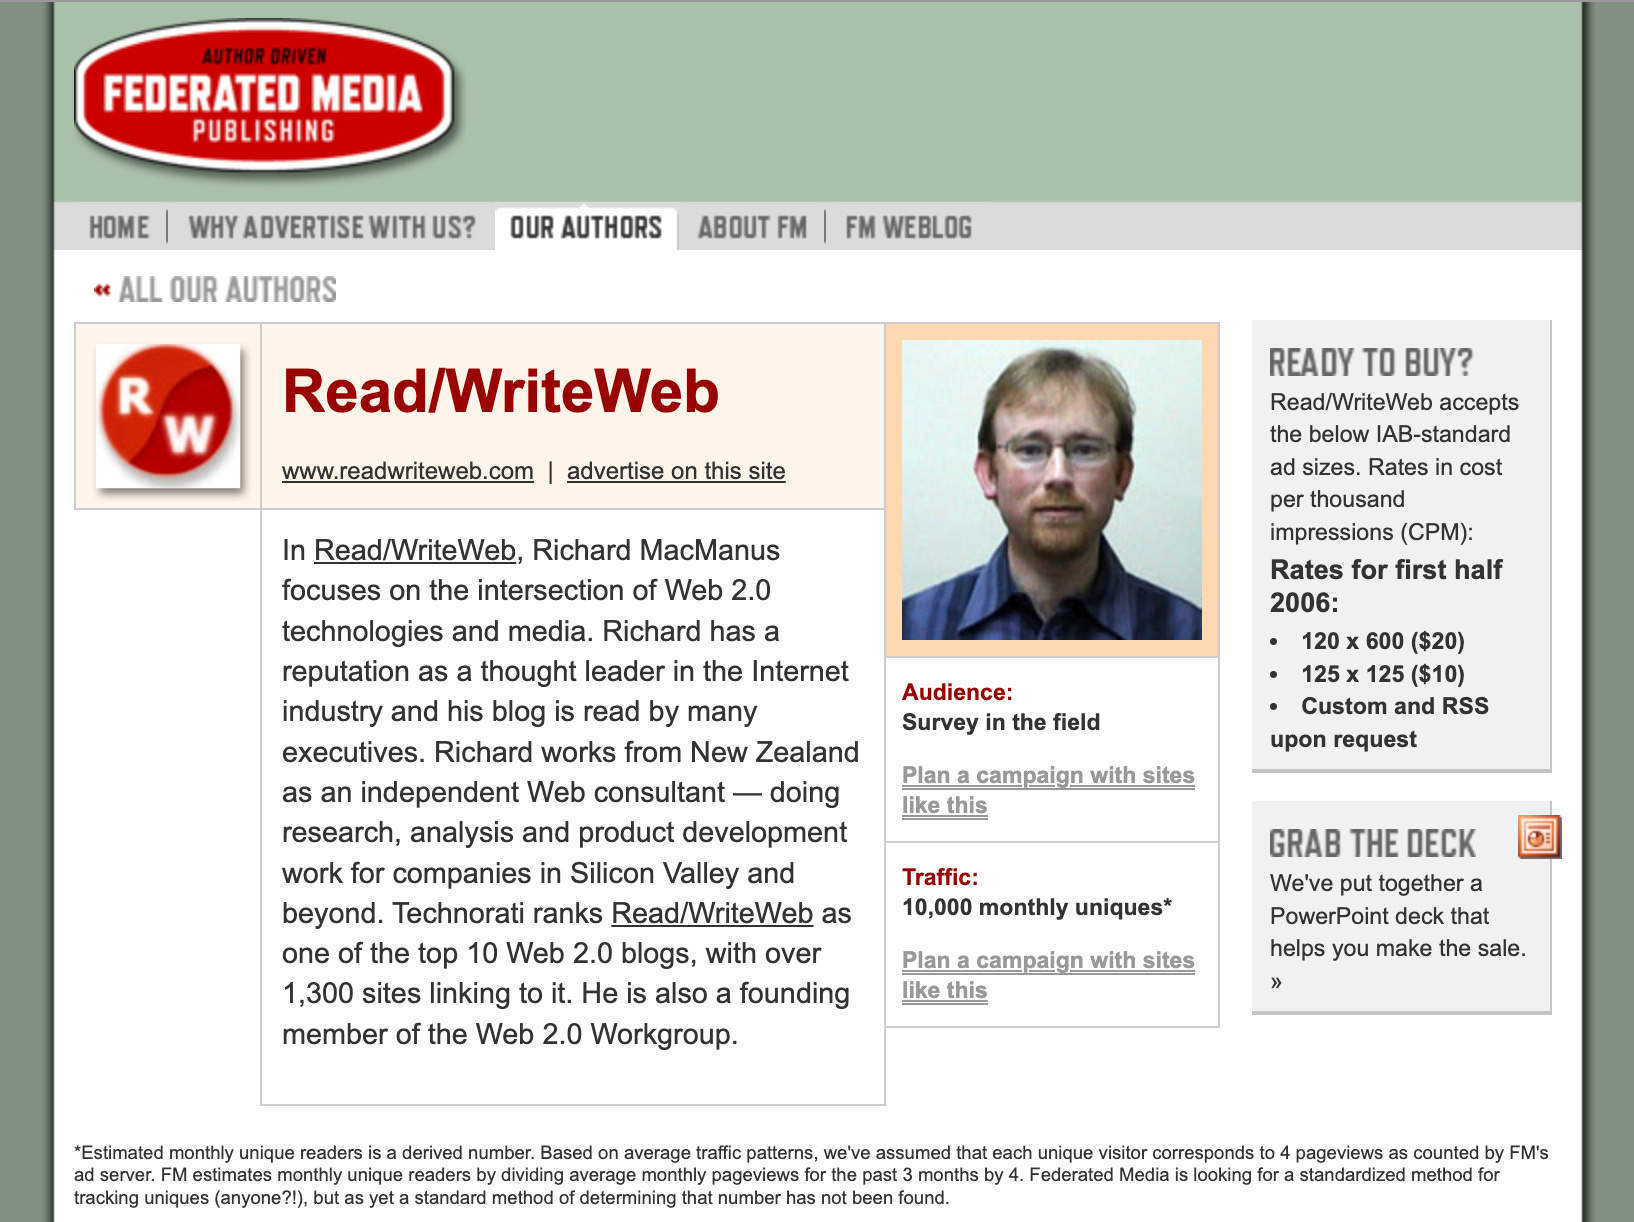 AUTHOR DRIVEN
FEDERATED MEDIA
PUBLISHING
HOME
WHY ADVERTISE WITH US?
OUR AUTHORS
ABOUT FM
FM WEBLOG
« ALL OUR AUTHORS
R
W
Read/WriteWeb
www.readwriteweb.com | advertise on this site
In Read/WriteWeb, Richard MacManus
focuses on the intersection of Web 2.0
technologies and media. Richard has a
reputation as a thought leader in the Internet
industry and his blog is read by many
executives. Richard works from New Zealand
as an independent Web consultant — doing
research, analysis and product development
work for companies in Silicon Valley and
beyond. Technorati ranks Read/WriteWeb as
one of the top 10 Web 2.0 blogs, with over
1,300 sites linking to it. He is also a founding
member of the Web 2.0 Workgroup.
Audience:
Survey in the field
Plan a campaign with sites
like this
Traffic:
10,000 monthly uniques*
Plan a campaign with sites
like this
READY TO BUY?
Read/WriteWeb accepts
the below IAB-standard
ad sizes. Rates in cost
per thousand
impressions (CPM):
Rates for first half
2006:
• 120 x 600 ($20)
• 125 x 125 ($10)
• Custom and RSS
upon request
GRAB THE DECK
We've put together a
PowerPoint deck that
helps you make the sale.
»
*Estimated monthly unique readers is a derived number. Based on average traffic patterns, we've assumed that each unique visitor corresponds to 4 pageviews as counted by FM's
ad server. FM estimates monthly unique readers by dividing average monthly pageviews for the past 3 months by 4. Federated Media is looking for a standardized method for
tracking uniques (anyone?!), but as yet a standard method of determining that number has not been found.